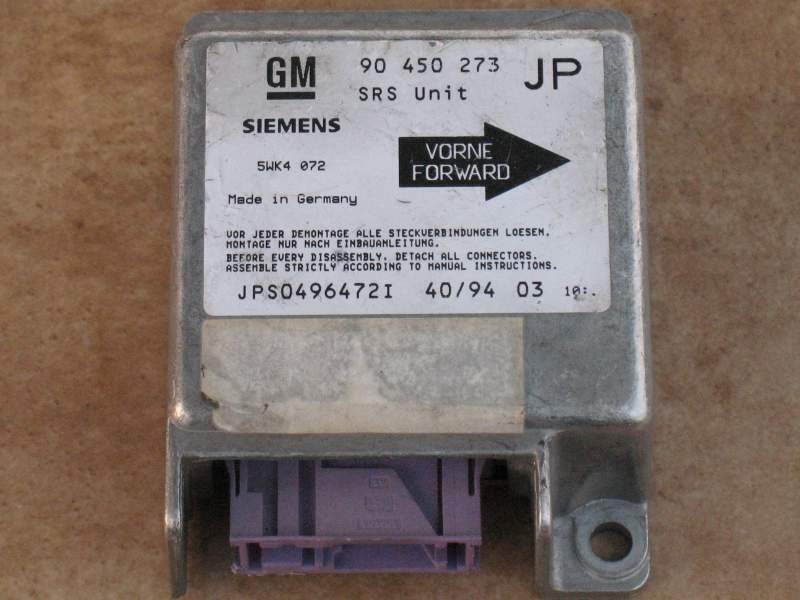 GM 90 450 273 JP
SRS Unit
SIEMENS
VORNE
FORWARD
5WK4 072
Made in Germany
VOR JEDER DEMONTAGE ALLE STECKVERBINDUNGEN LOESEN.
MONTAGE NUR NACH EINBAUANLEITUNG.
BEFORE EVERY DISASSEMBLY. DETACH ALL CONNECTORS.
ASSEMBLE STRICTLY ACCORDING TO MANUAL INSTRUCTIONS.
JPS0496472I 40/94 03 10:.